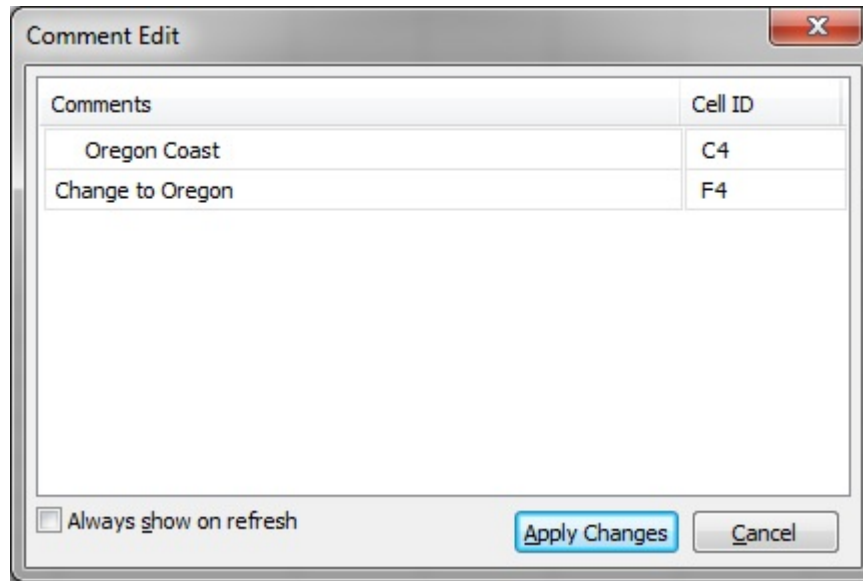 Comment Edit
Comments Cell ID
Oregon Coast C4
Change to Oregon F4
Always show on refresh Apply Changes Cancel